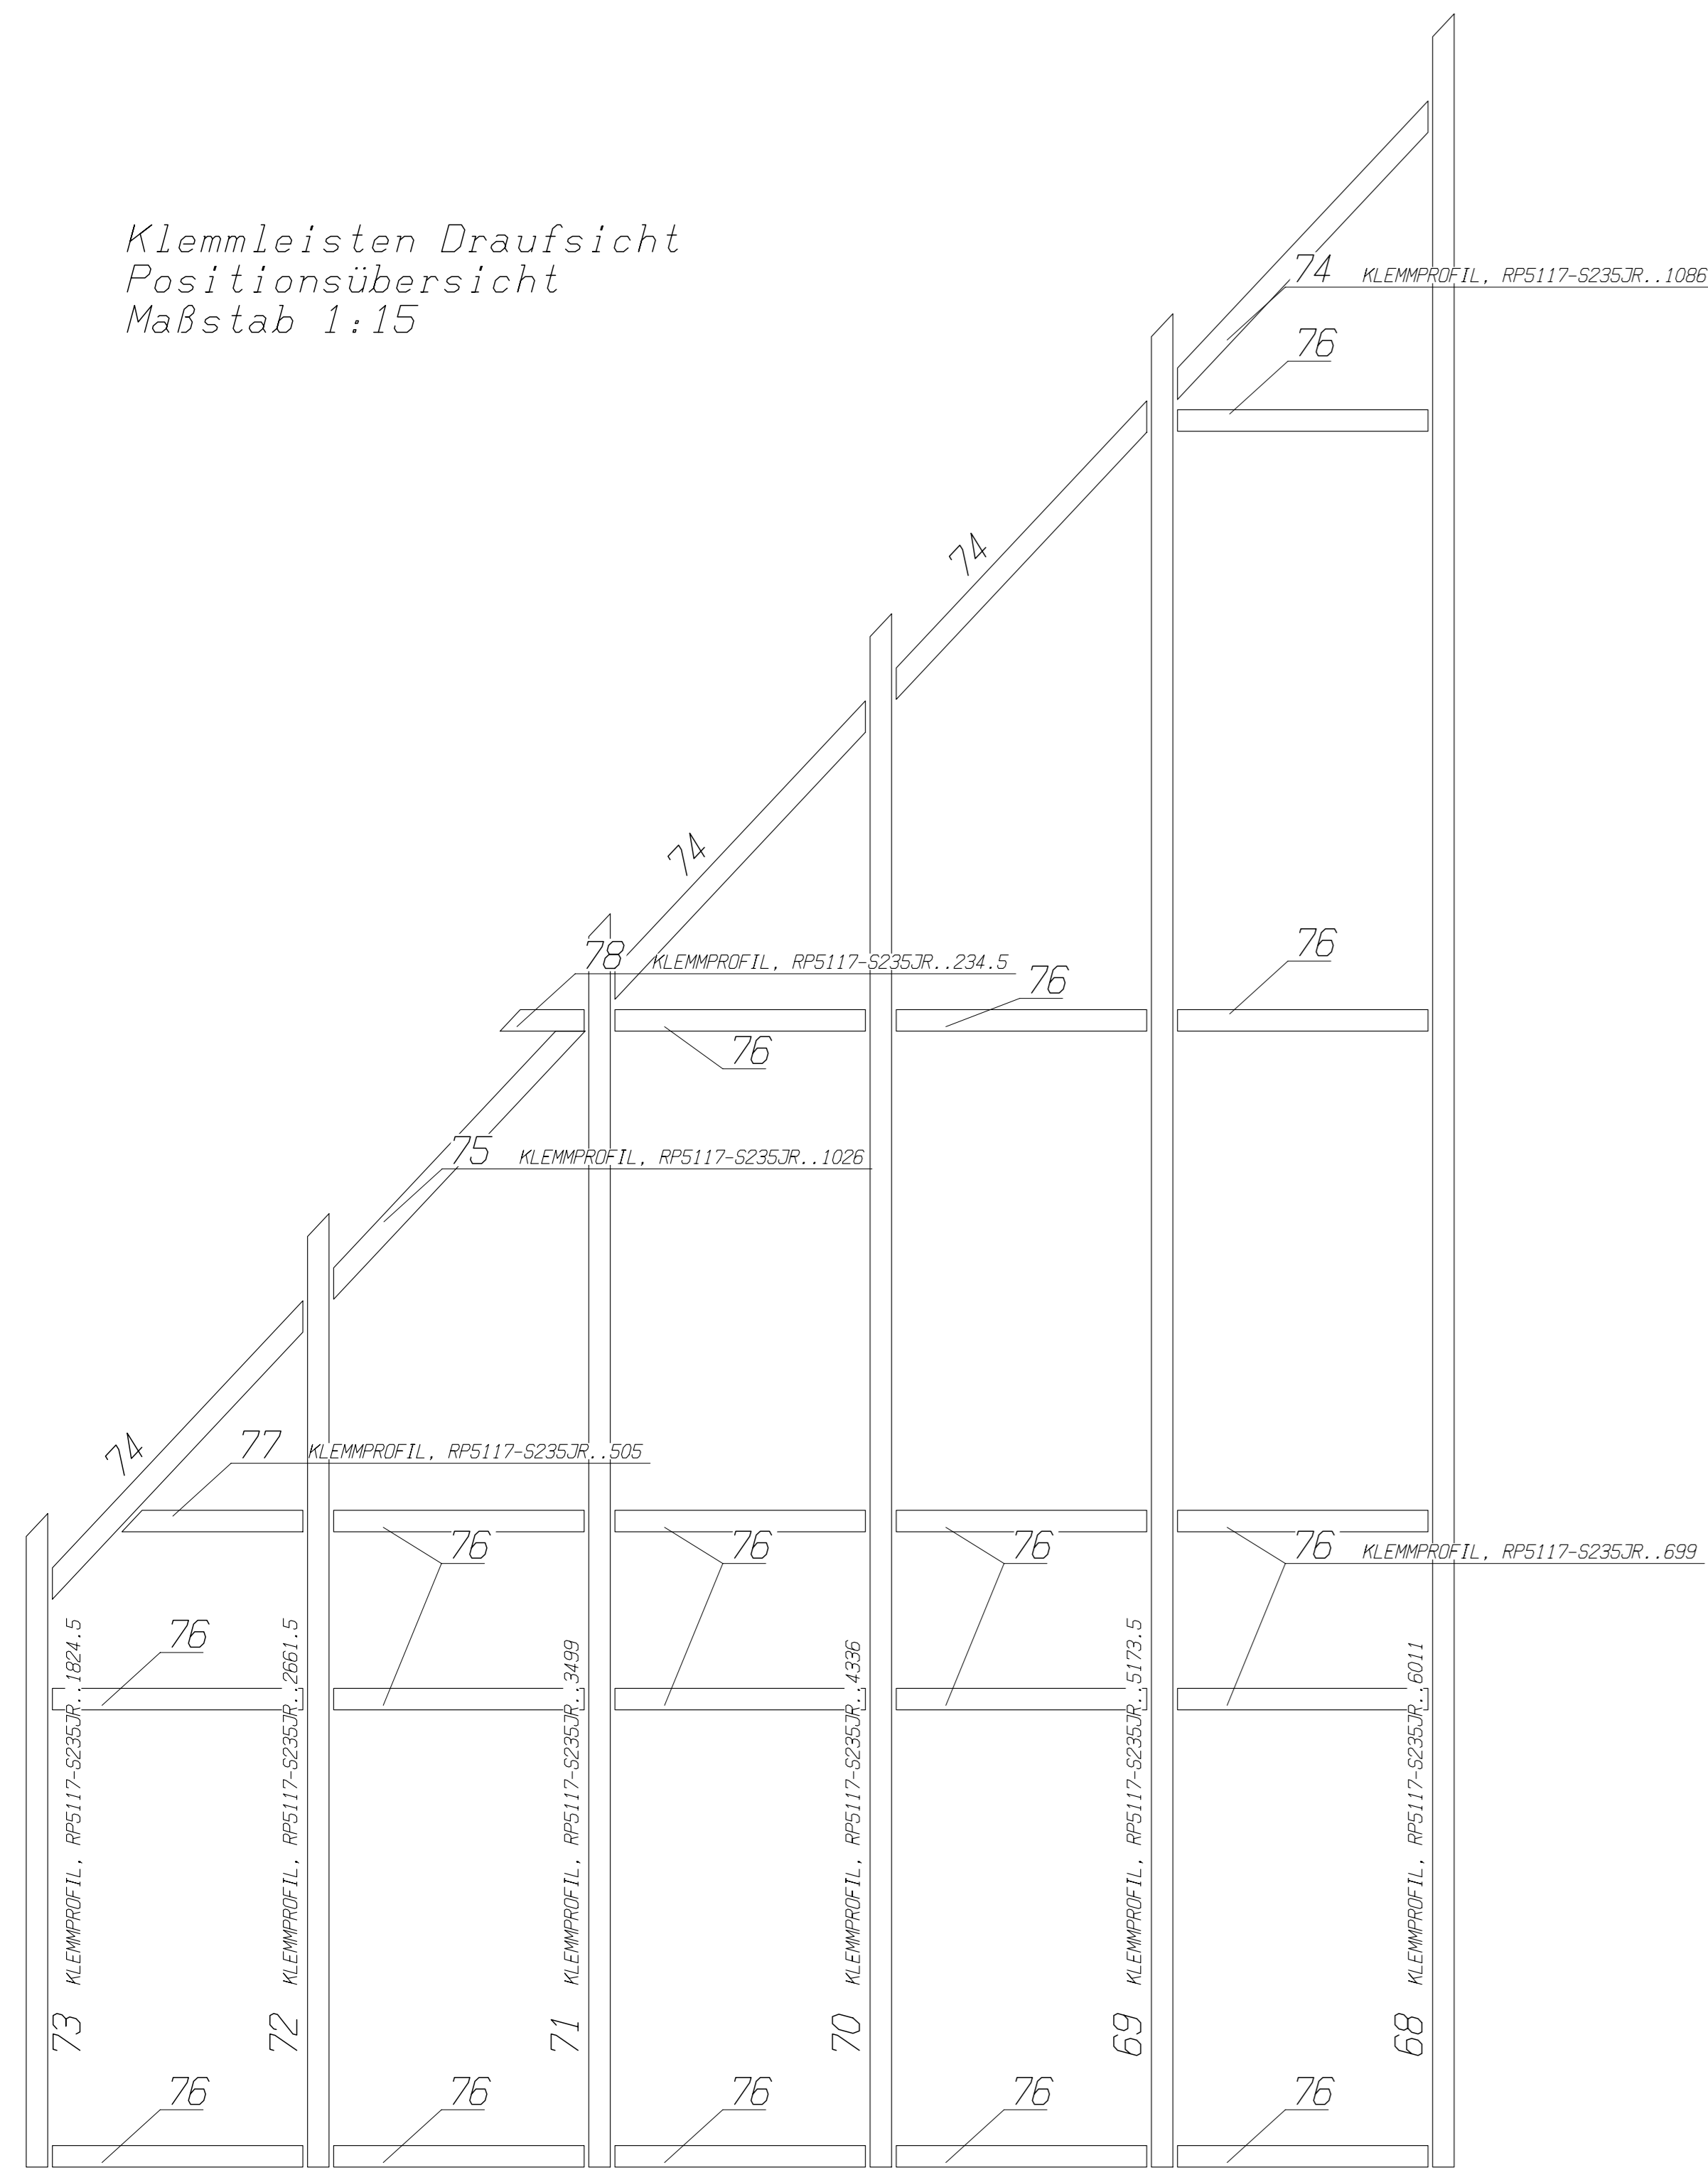 Klemmleisten Draufsicht
Positionsübersicht
Maßstab 1:15
74 KLEMMPROFIL, RP5117-S235JR..1086
76
74
74
76
78 KLEMMPROFIL, RP5117-S235JR..234.5
76
76
75 KLEMMPROFIL, RP5117-S235JR..1026
74
77 KLEMMPROFIL, RP5117-S235JR..505
76
76
76
76 KLEMMPROFIL, RP5117-S235JR..699
76
73 KLEMMPROFIL, RP5117-S235JR..1824.5
72 KLEMMPROFIL, RP5117-S235JR..2661.5
71 KLEMMPROFIL, RP5117-S235JR..3499
70 KLEMMPROFIL, RP5117-S235JR..4336
69 KLEMMPROFIL, RP5117-S235JR..5173.5
68 KLEMMPROFIL, RP5117-S235JR..6011
76
76
76
76
76